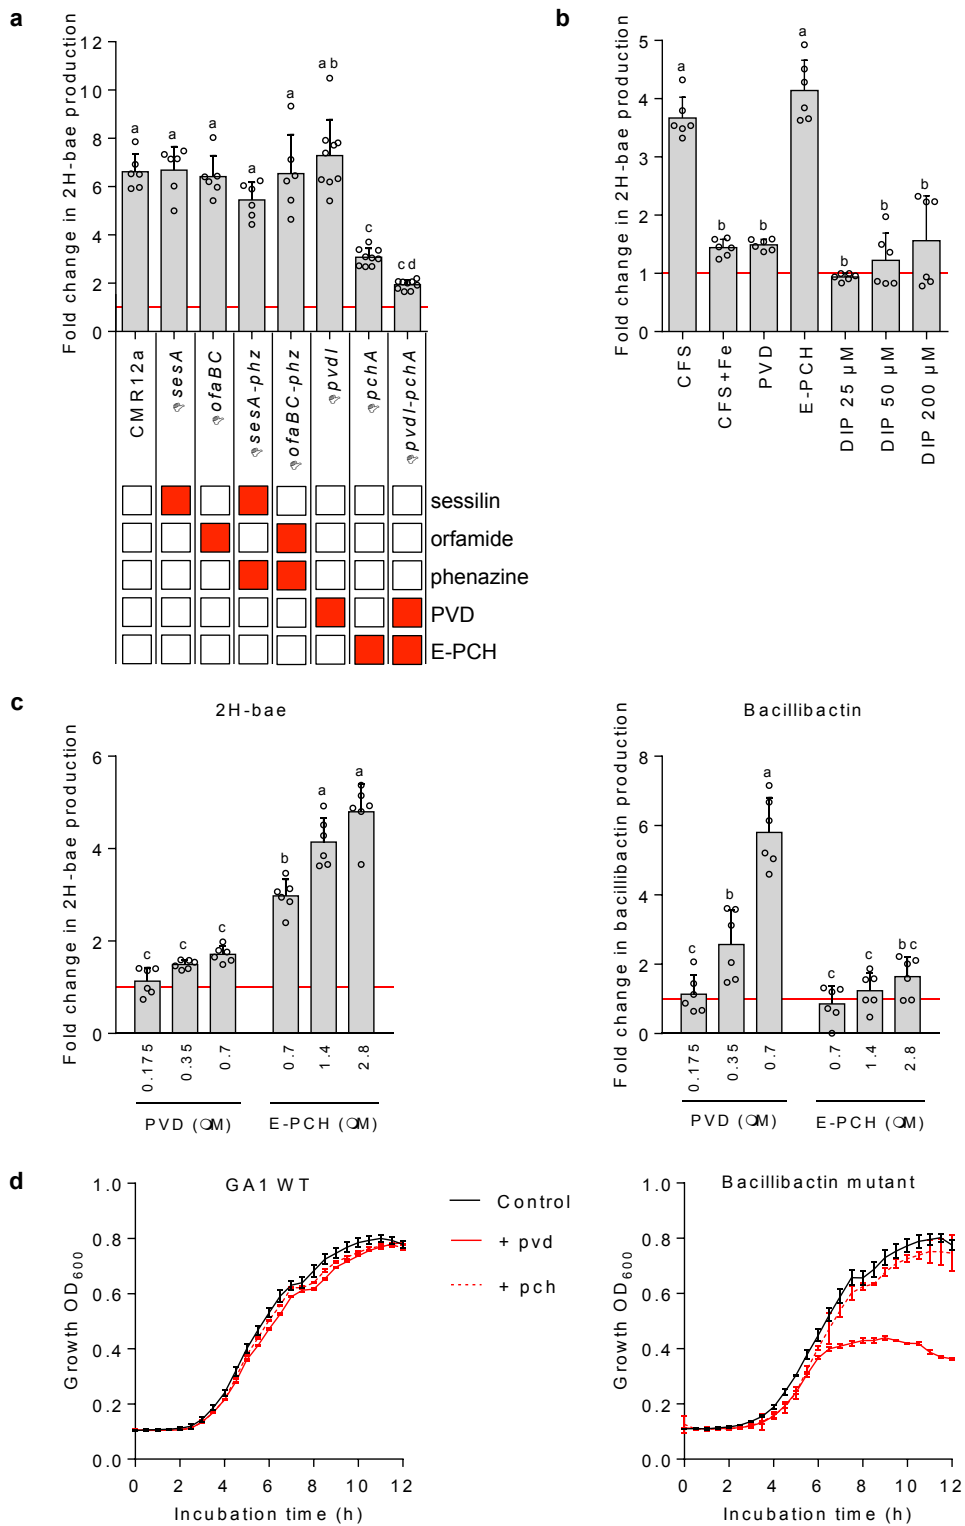 a
Fold change in 2H-bae production
12
10
8
6
4
2
0
a
a
a
a
a
a b
c
c d
CMR12a
sesA
ofaBC
sesA-phz
ofaBC-phz
pvdI
pchA
pvdI-pchA
sessilin
orfamide
phenazine
PVD
E-PCH
b
Fold change in 2H-bae production
5
4
3
2
1
0
a
b
b
a
b
b
b
CFS
CFS+Fe
PVD
E-PCH
DIP 25 µM
DIP 50 µM
DIP 200 µM
c
2H-bae
Fold change in 2H-bae production
6
4
2
0
c
c
c
b
a
a
0.175
0.35
0.7
0.7
1.4
2.8
PVD (M)
E-PCH (M)
Bacillibactin
Fold change in bacillibactin production
8
6
4
2
0
c
b
a
c
c
bc
0.175
0.35
0.7
0.7
1.4
2.8
PVD (M)
E-PCH (M)
d
GA1 WT
Growth OD600
1.0
0.8
0.6
0.4
0.2
0.0
0 2 4 6 8 10 12
Incubation time (h)
Control
+ pvd
+ pch
Bacillibactin mutant
Growth OD600
1.0
0.8
0.6
0.4
0.2
0.0
0 2 4 6 8 10 12
Incubation time (h)